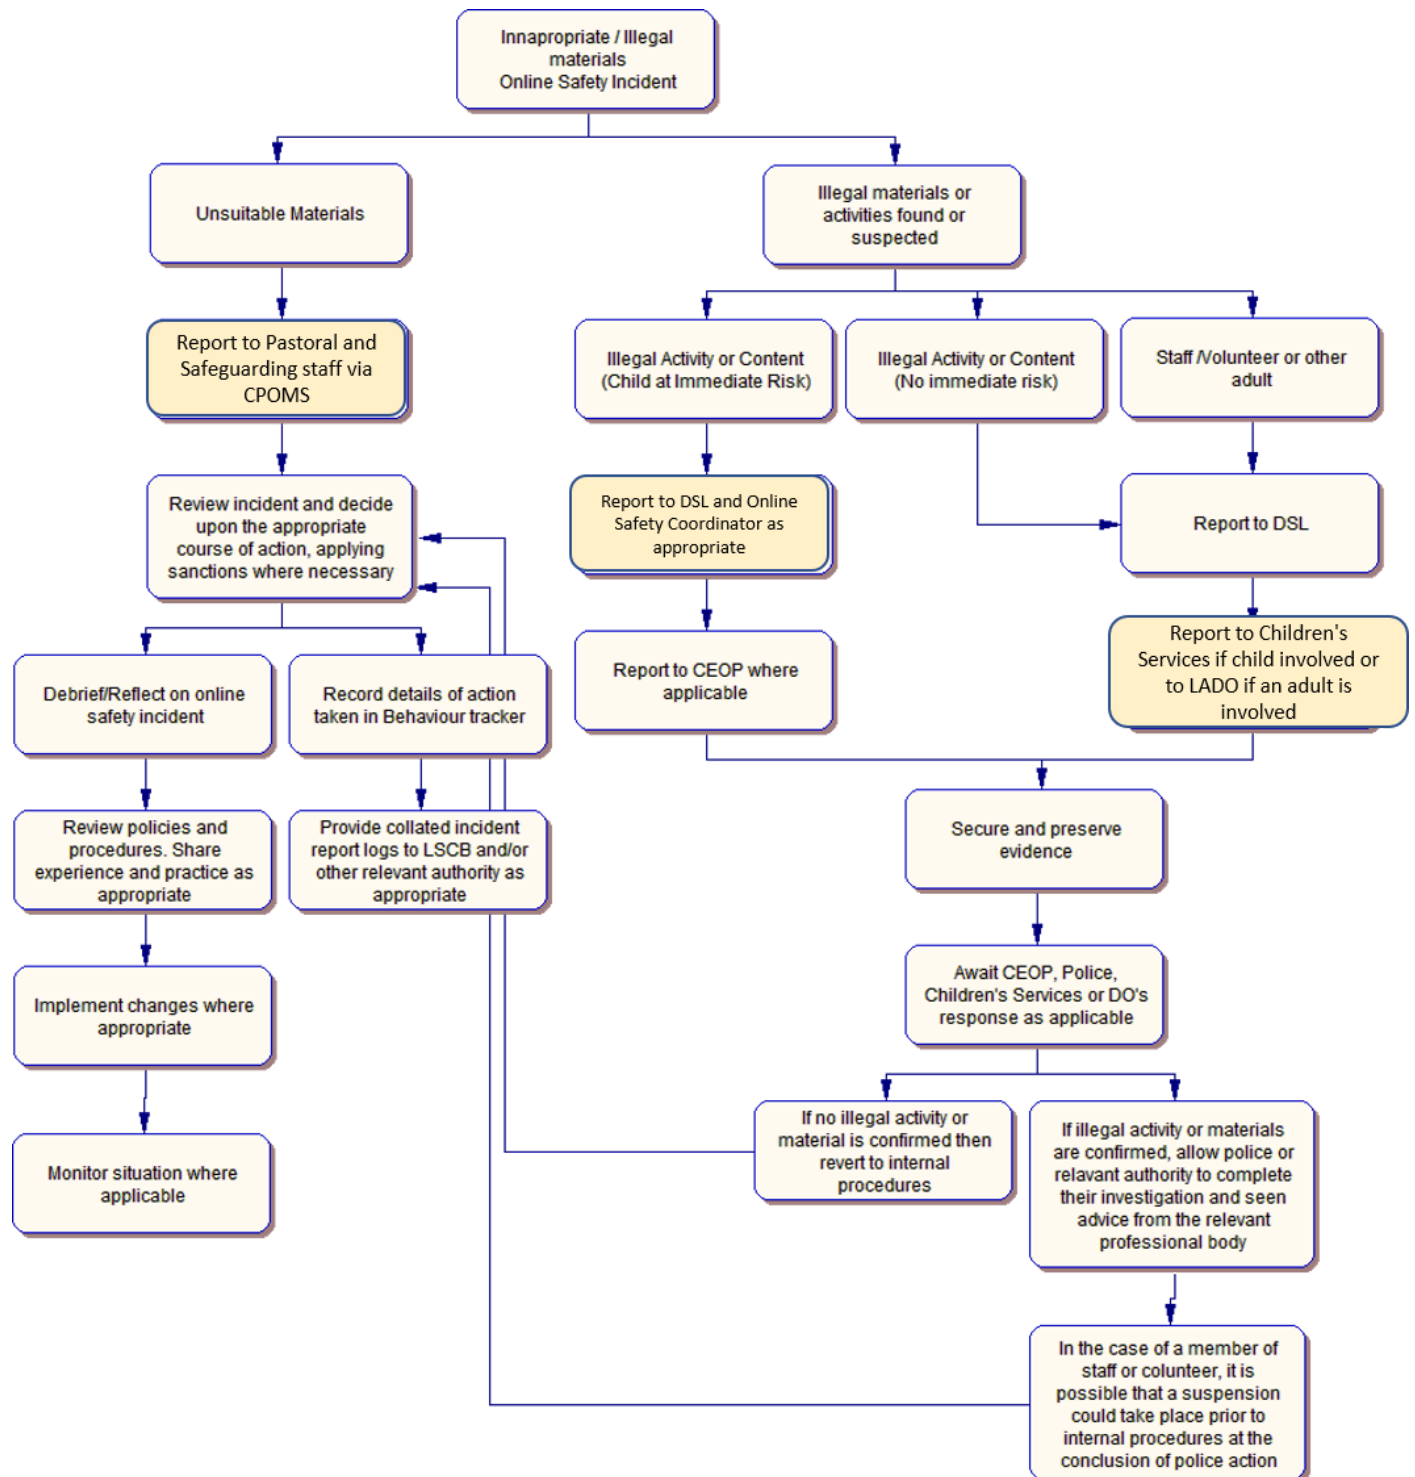 Innapropriate / Illegal
materials
Online Safety Incident
Unsuitable Materials
Illegal materials or
activities found or
suspected
Report to Pastoral and
Safeguarding staff via
CPOMS
Illegal Activity or Content
(Child at Immediate Risk)
Illegal Activity or Content
(No immediate risk)
Staff /Volunteer or other
adult
Review incident and decide
upon the appropriate
course of action, applying
sanctions where necessary
Report to DSL and Online
Safety Coordinator as
appropriate
Report to DSL
Debrief/Reflect on online
safety incident
Record details of action
taken in Behaviour tracker
Report to CEOP where
applicable
Report to Children's
Services if child involved or
to LADO if an adult is
involved
Review policies and
procedures. Share
experience and practice as
appropriate
Provide collated incident
report logs to LSCB and/or
other relevant authority as
appropriate
Secure and preserve
evidence
Implement changes where
appropriate
Await CEOP, Police,
Children's Services or DO's
response as applicable
Monitor situation where
applicable
If no illegal activity or
material is confirmed then
revert to internal
procedures
If illegal activity or materials
are confirmed, allow police or
relavant authority to complete
their investigation and seen
advice from the relevant
professional body
In the case of a member of
staff or colunteer, it is
possible that a suspension
could take place prior to
internal procedures at the
conclusion of police action